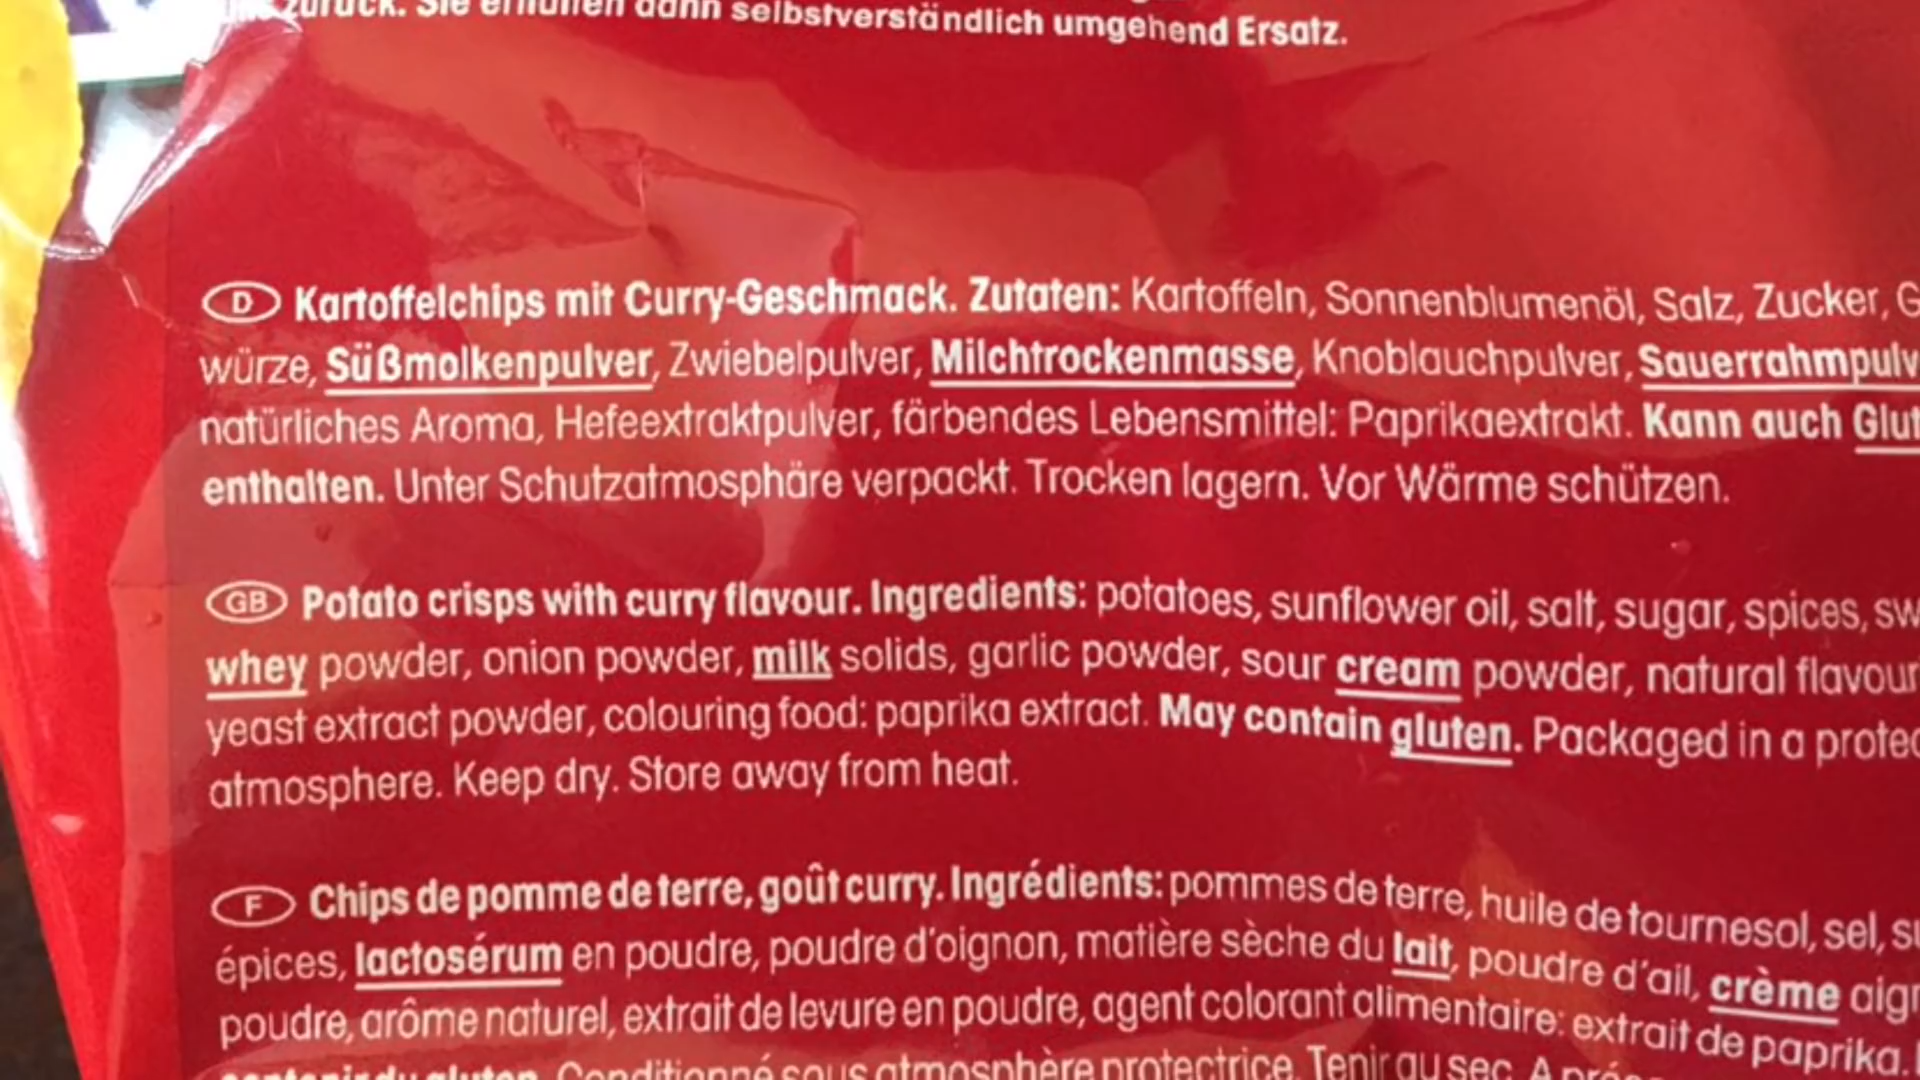 zurück. Sie erhalten dann selbstverständlich umgehend Ersatz.
D Kartoffelchips mit Curry-Geschmack. Zutaten: Kartoffeln, Sonnenblumenöl, Salz, Zucker, G
würze, Süßmolkenpulver, Zwiebelpulver, Milchtrockenmasse, Knoblauchpulver, Sauerrahmpulv
natürliches Aroma, Hefeextraktpulver, färbendes Lebensmittel: Paprikaextrakt. Kann auch Glut
enthalten. Unter Schutzatmosphäre verpackt. Trocken lagern. Vor Wärme schützen.
GB Potato crisps with curry flavour. Ingredients: potatoes, sunflower oil, salt, sugar, spices, sw
whey powder, onion powder, milk solids, garlic powder, sour cream powder, natural flavour
yeast extract powder, colouring food: paprika extract. May contain gluten. Packaged in a protec
atmosphere. Keep dry. Store away from heat.
F Chips de pomme de terre, goût curry. Ingrédients: pommes de terre, huile de tournesol, sel, su
épices, lactosérum en poudre, poudre d'oignon, matière sèche du lait, poudre d'ail, crème aigr
poudre, arôme naturel, extrait de levure en poudre, agent colorant alimentaire: extrait de paprika.
contenir du gluten. Conditionné sous atmosphère protectrice. Tenir au sec. A